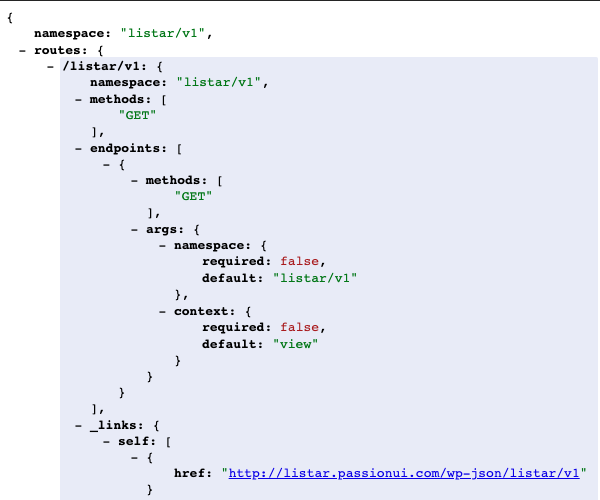 {
namespace: "listar/v1",
- routes: {
- /listar/v1: {
namespace: "listar/v1",
- methods: [
"GET"
],
- endpoints: [
- {
- methods: [
"GET"
],
- args: {
- namespace: {
required: false,
default: "listar/v1"
},
- context: {
required: false,
default: "view"
}
}
}
],
- _links: {
- self: [
- {
href: "http://listar.passionui.com/wp-json/listar/v1"
}